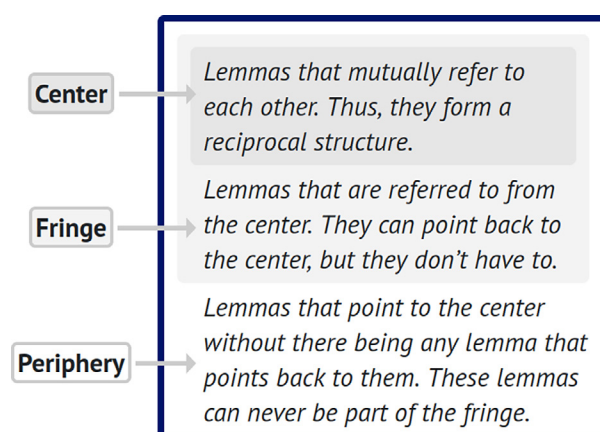 Center
Lemmas that mutually refer to
each other. Thus, they form a
reciprocal structure.
Fringe
Lemmas that are referred to from
the center. They can point back to
the center, but they don’t have to.
Periphery
Lemmas that point to the center
without there being any lemma that
points back to them. These lemmas
can never be part of the fringe.